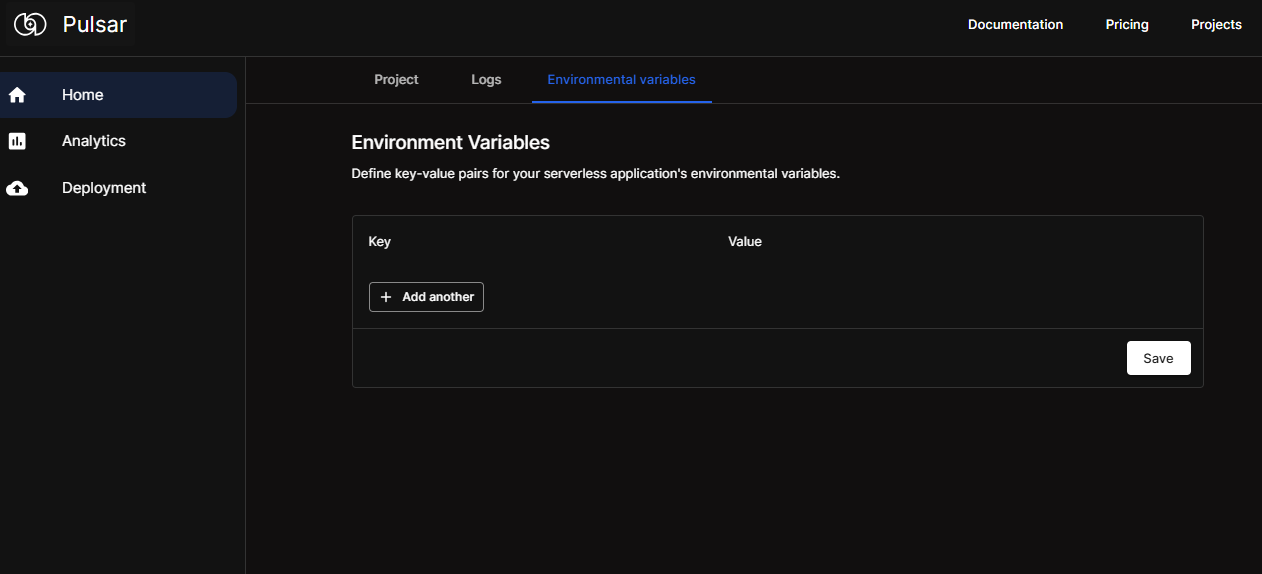 Pulsar
Documentation Pricing Projects
Home
Analytics
Deployment
Project Logs Environmental variables
Environment Variables
Define key-value pairs for your serverless application's environmental variables.
Key Value
Add another
Save